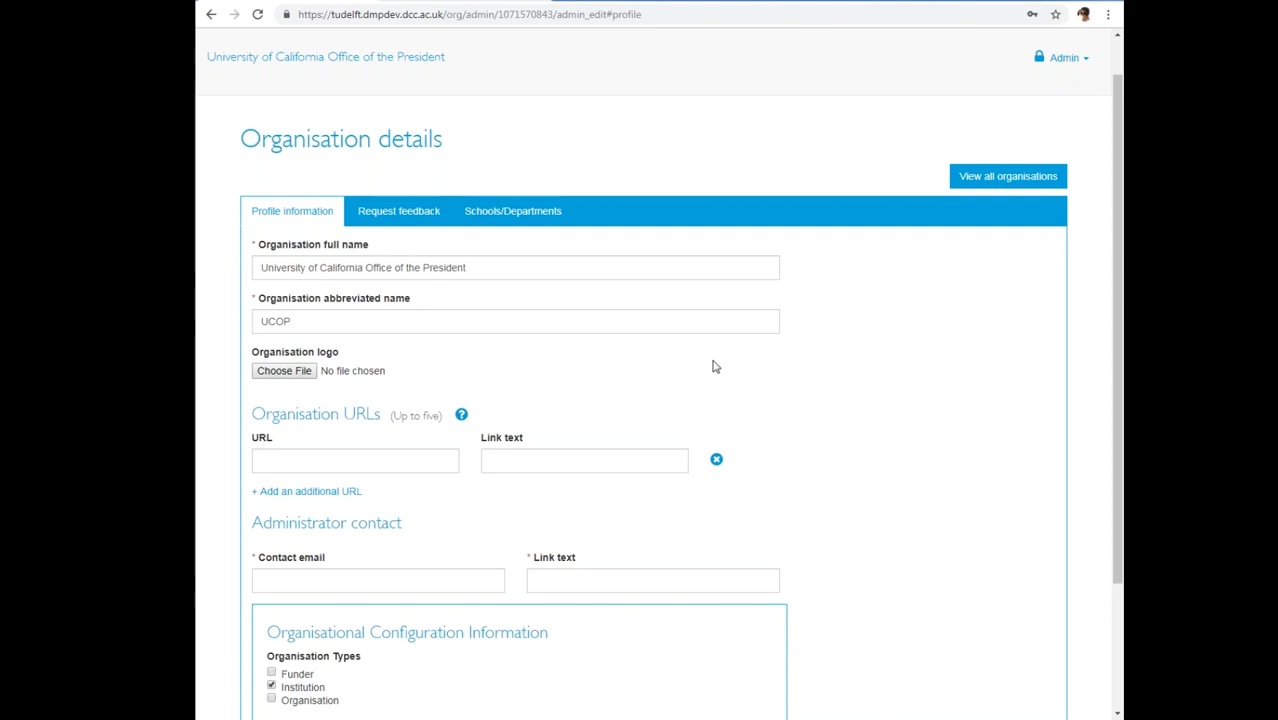 https://tudelft.dmpdev.dcc.ac.uk/org/admin/1071570843/admin_edit#profile
University of California Office of the President
Admin
Organisation details
View all organisations
Profile information Request feedback Schools/Departments
* Organisation full name
University of California Office of the President
* Organisation abbreviated name
UCOP
Organisation logo
Choose File No file chosen
Organisation URLs (Up to five) ?
URL Link text
+ Add an additional URL
Administrator contact
* Contact email * Link text
Organisational Configuration Information
Organisation Types
Funder
Institution
Organisation